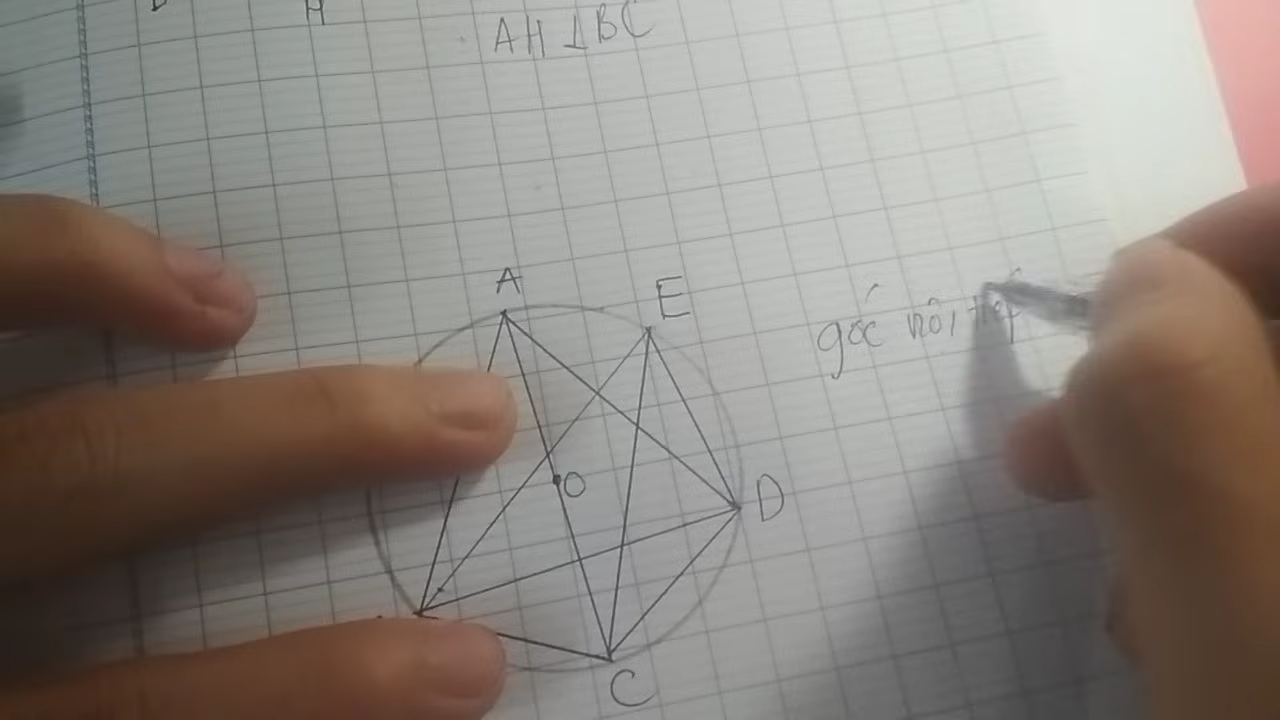 H
AH ⊥ BC
A
E
góc nội tiếp
O
D
C